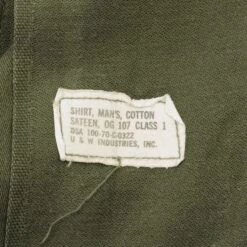 SHIRT, MAN'S, COTTON
SATEEN, OG 107 CLASS 1
DSA 100-70-C-0322
U & W INDUSTRIES, INC.